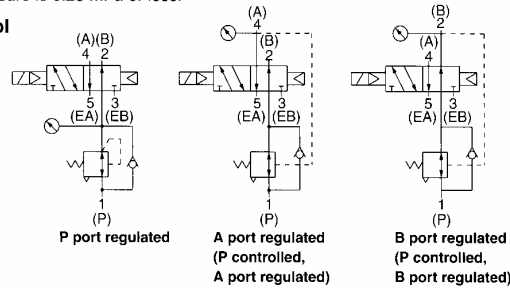 ol
(A)(B)
4 2
5 3
(EA) (EB)
1
(P)
P port regulated
(A)
4
(B)
2
5 3
(EA) (EB)
1
(P)
A port regulated
(P controlled,
A port regulated)
(B)
2
(A)
4
5 3
(EA) (EB)
1
(P)
B port regulated
(P controlled,
B port regulated)